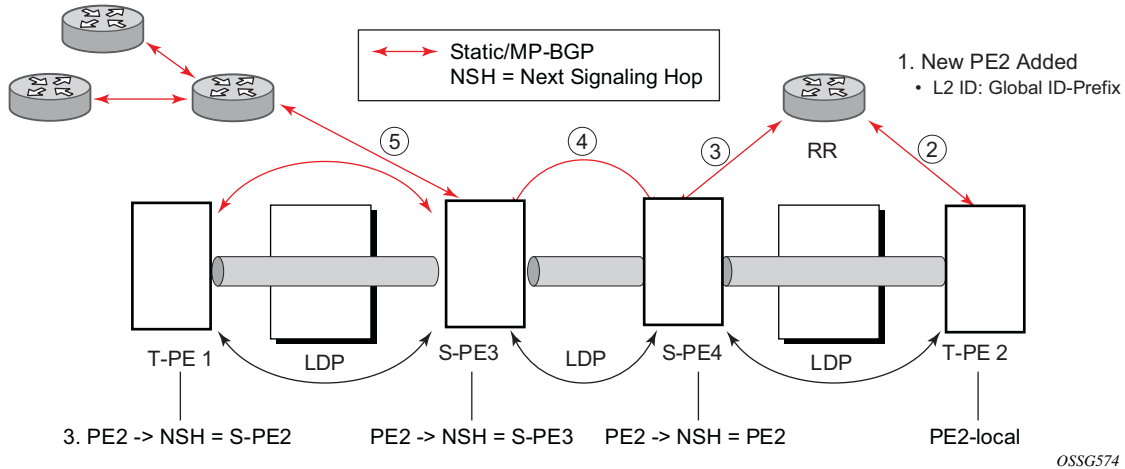 Static/MP-BGP
NSH = Next Signaling Hop
1. New PE2 Added
• L2 ID: Global ID-Prefix
RR
5
4
3
2
T-PE 1
LDP
S-PE3
LDP
S-PE4
LDP
T-PE 2
3. PE2 -> NSH = S-PE2
PE2 -> NSH = S-PE3
PE2 -> NSH = PE2
PE2-local
OSSG574